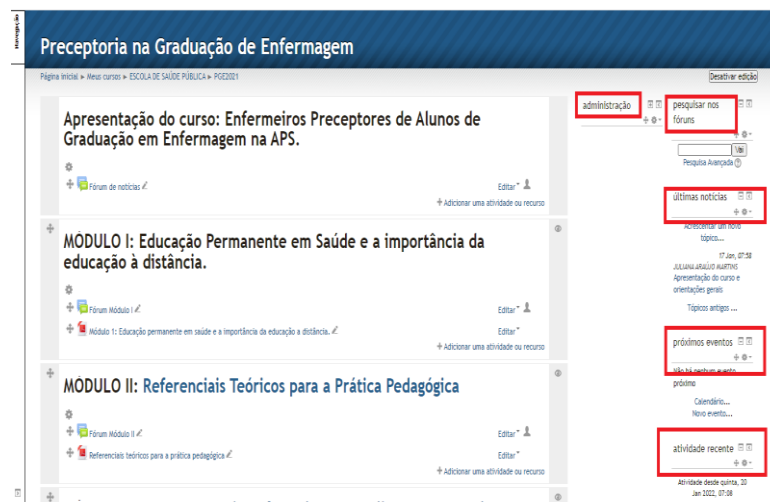 Navegação
Preceptoria na Graduação de Enfermagem
Página inicial ► Meus cursos ► ESCOLA DE SAÚDE PÚBLICA ► PGE2021
Desativar edição
Apresentação do curso: Enfermeiros Preceptores de Alunos de
Graduação em Enfermagem na APS.
Fórum de notícias
Editar
Adicionar uma atividade ou recurso
MÓDULO I: Educação Permanente em Saúde e a importância da
educação à distância.
Fórum Módulo I
Editar
Módulo 1: Educação permanente em saúde e a importância da educação a distância.
Editar
Adicionar uma atividade ou recurso
MÓDULO II: Referenciais Teóricos para a Prática Pedagógica
Fórum Módulo II
Editar
Referenciais teóricos para a prática pedagógica
Editar
Adicionar uma atividade ou recurso
administração
pesquisar nos
fóruns
Vai
Pesquisa Avançada
últimas notícias
Acrescentar um novo
tópico...
17 Jan, 07:58
JULIANA ARAÚJO MARTINS
Apresentação do curso e
orientações gerais
Tópicos antigos ...
próximos eventos
Não há nenhum evento
próximo
Calendário...
Novo evento...
atividade recente
Atividade desde quinta, 20
Jan 2022, 07:08